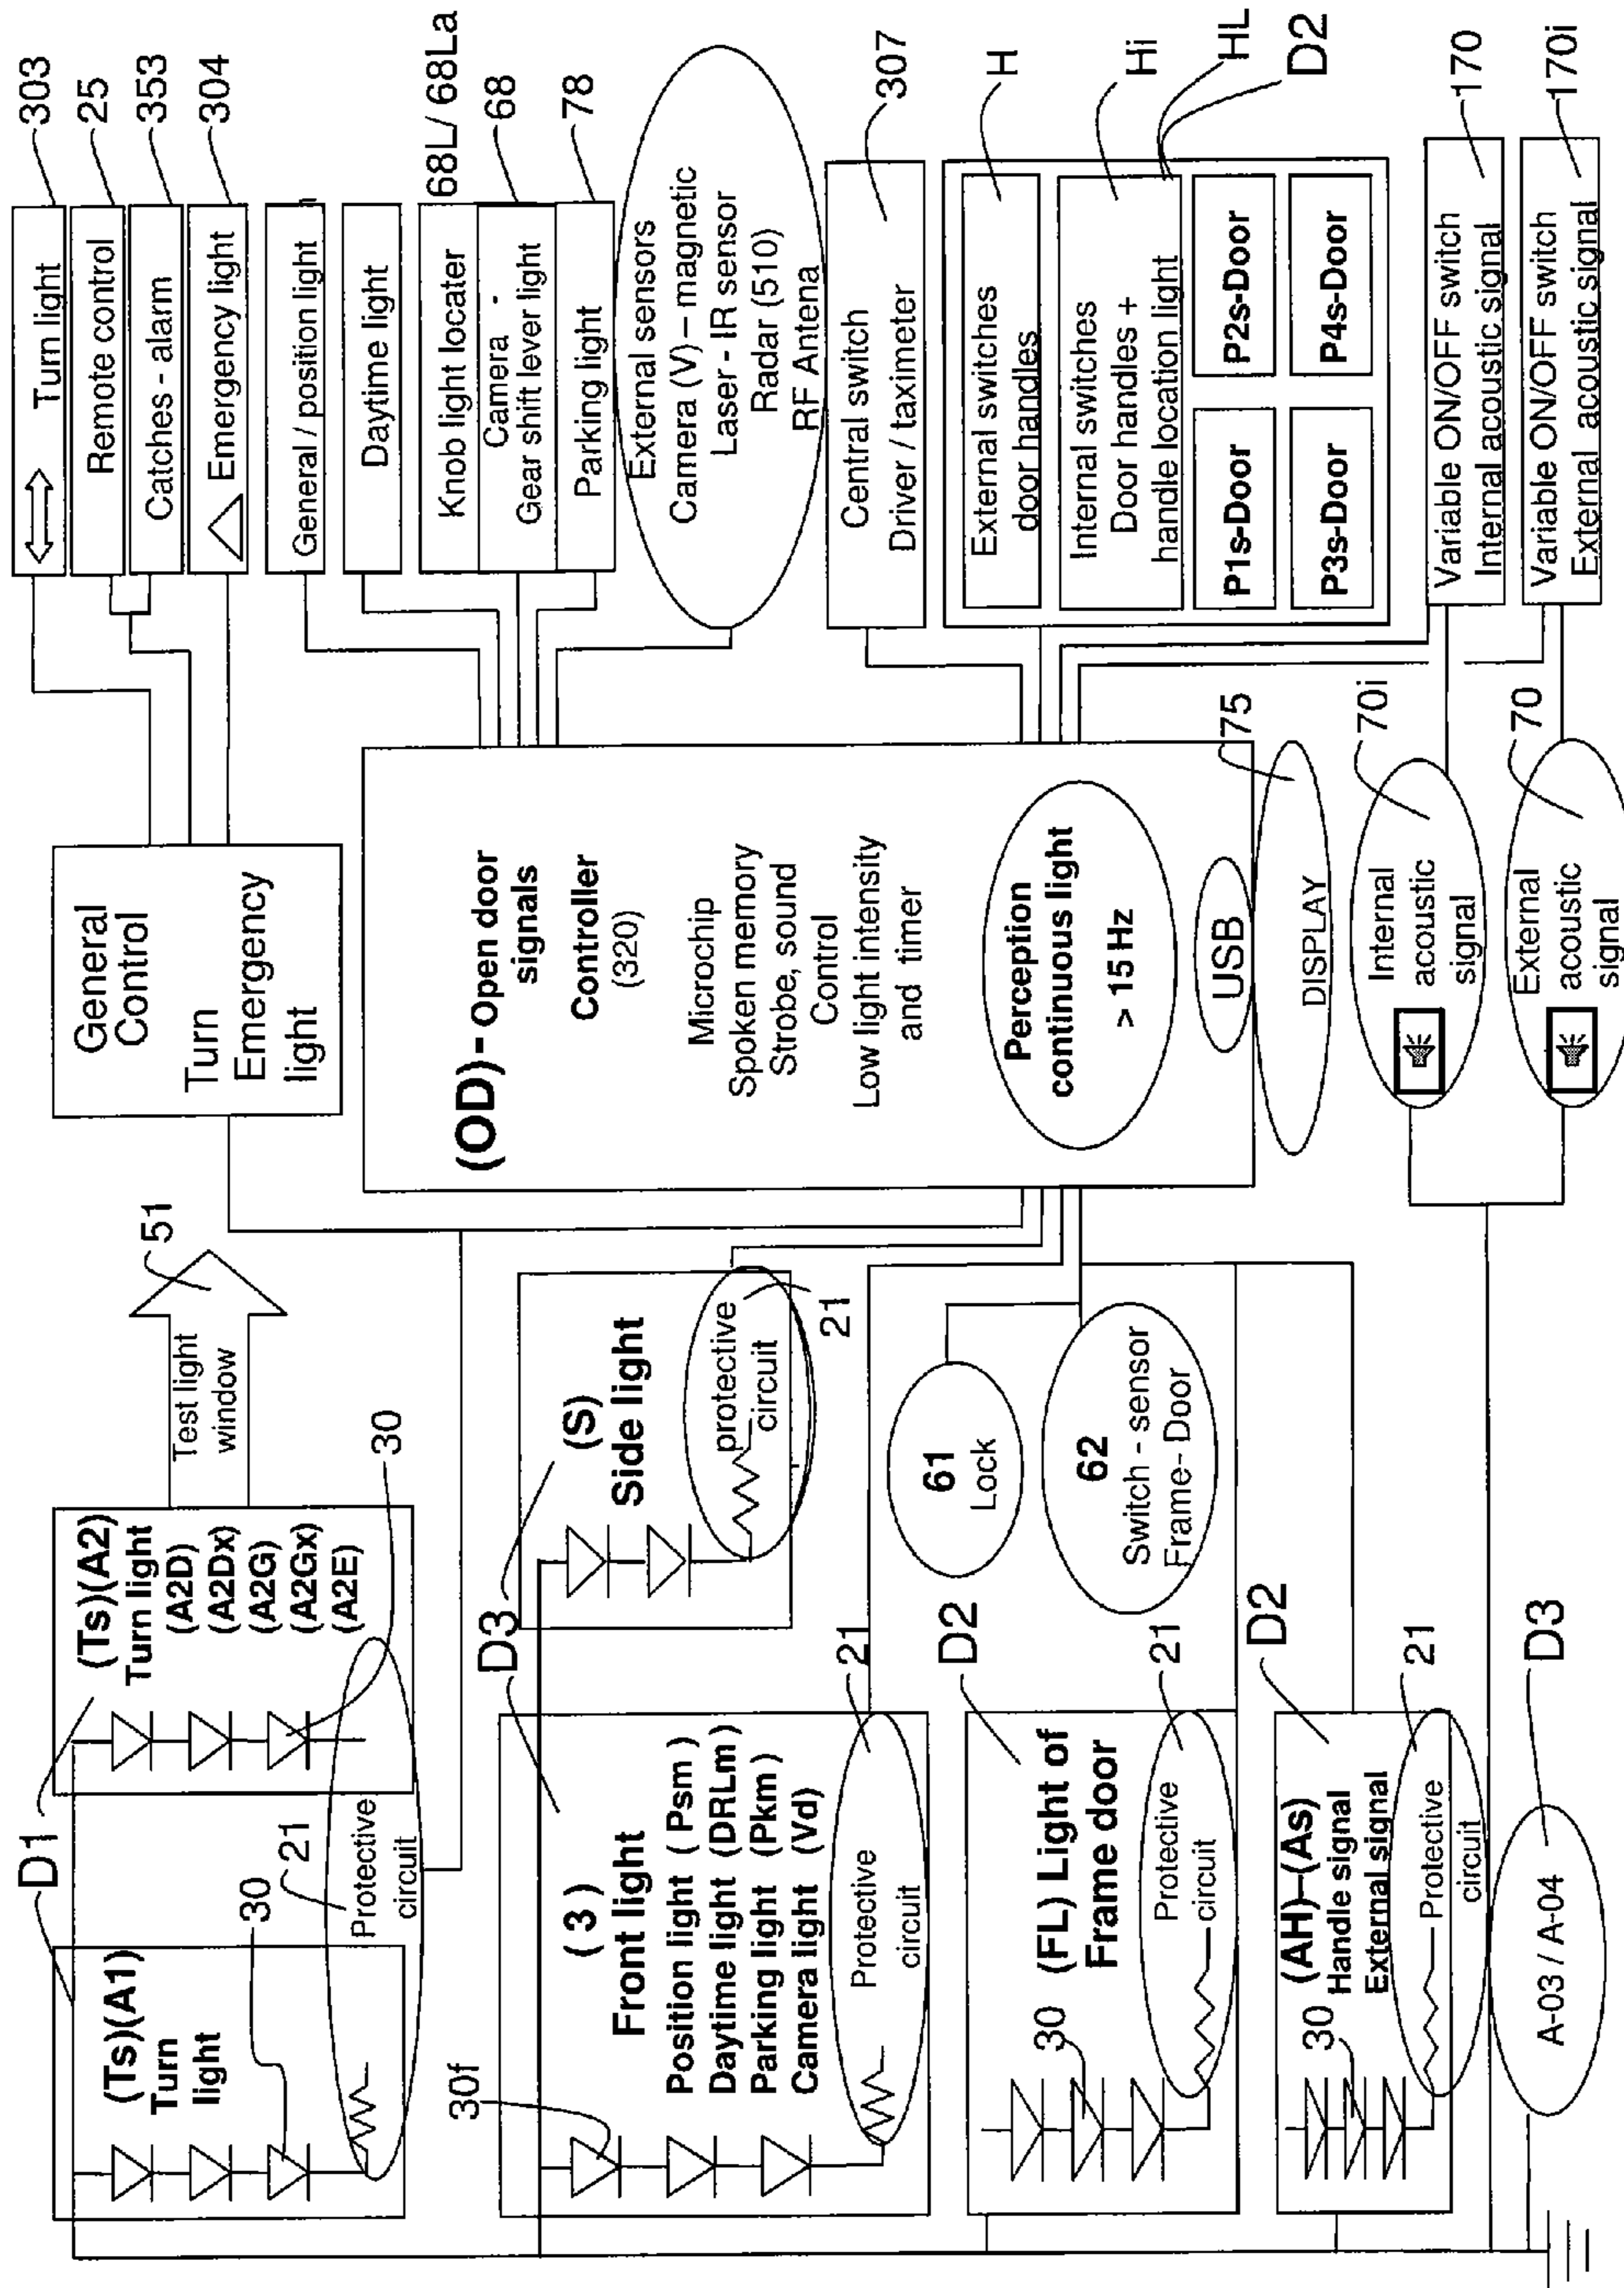 D1
(Ts)(A1)
Turn
light
30
21
Protective
circuit
(Ts)(A2)
Turn light
(A2D)
(A2Dx)
(A2G)
(A2Gx)
(A2E)
30
Test light
window
51
General
Control
Turn
Emergency
light
Turn light
303
Remote control
25
Catches - alarm
353
Emergency light
304
General / position light
Daytime light
Knob light locater
68L/ 68La
Camera -
Gear shift lever light
68
Parking light
78
External sensors
Camera (V) – magnetic
Laser - IR sensor
Radar (510)
RF Antena
Central switch
Driver / taximeter
307
External switches
door handles
H
Internal switches
Door handles +
handle location light
Hi
HL
D2
P1s-Door
P2s-Door
P3s-Door
P4s-Door
Variable ON/OFF switch
Internal acoustic signal
170
Variable ON/OFF switch
External acoustic signal
170i
(OD) - Open door
signals
Controller
(320)
Microchip
Spoken memory
Strobe, sound
Control
Low light intensity
and timer
Perception
continuous light
> 15 Hz
USB
DISPLAY
75
Internal
acoustic
signal
70i
External
acoustic
signal
70
D3
(S)
Side light
protective
circuit
21
30f
( 3 )
Front light
Position light ( Psm )
Daytime light (DRLm )
Parking light (Pkm)
Camera light (Vd)
Protective
circuit
21
61
Lock
62
Switch - sensor
Frame- Door
D2
(FL) Light of
Frame door
30
Protective
circuit
21
D2
(AH)–(As)
Handle signal
External signal
30
Protective
circuit
21
A-03 / A-04
D3